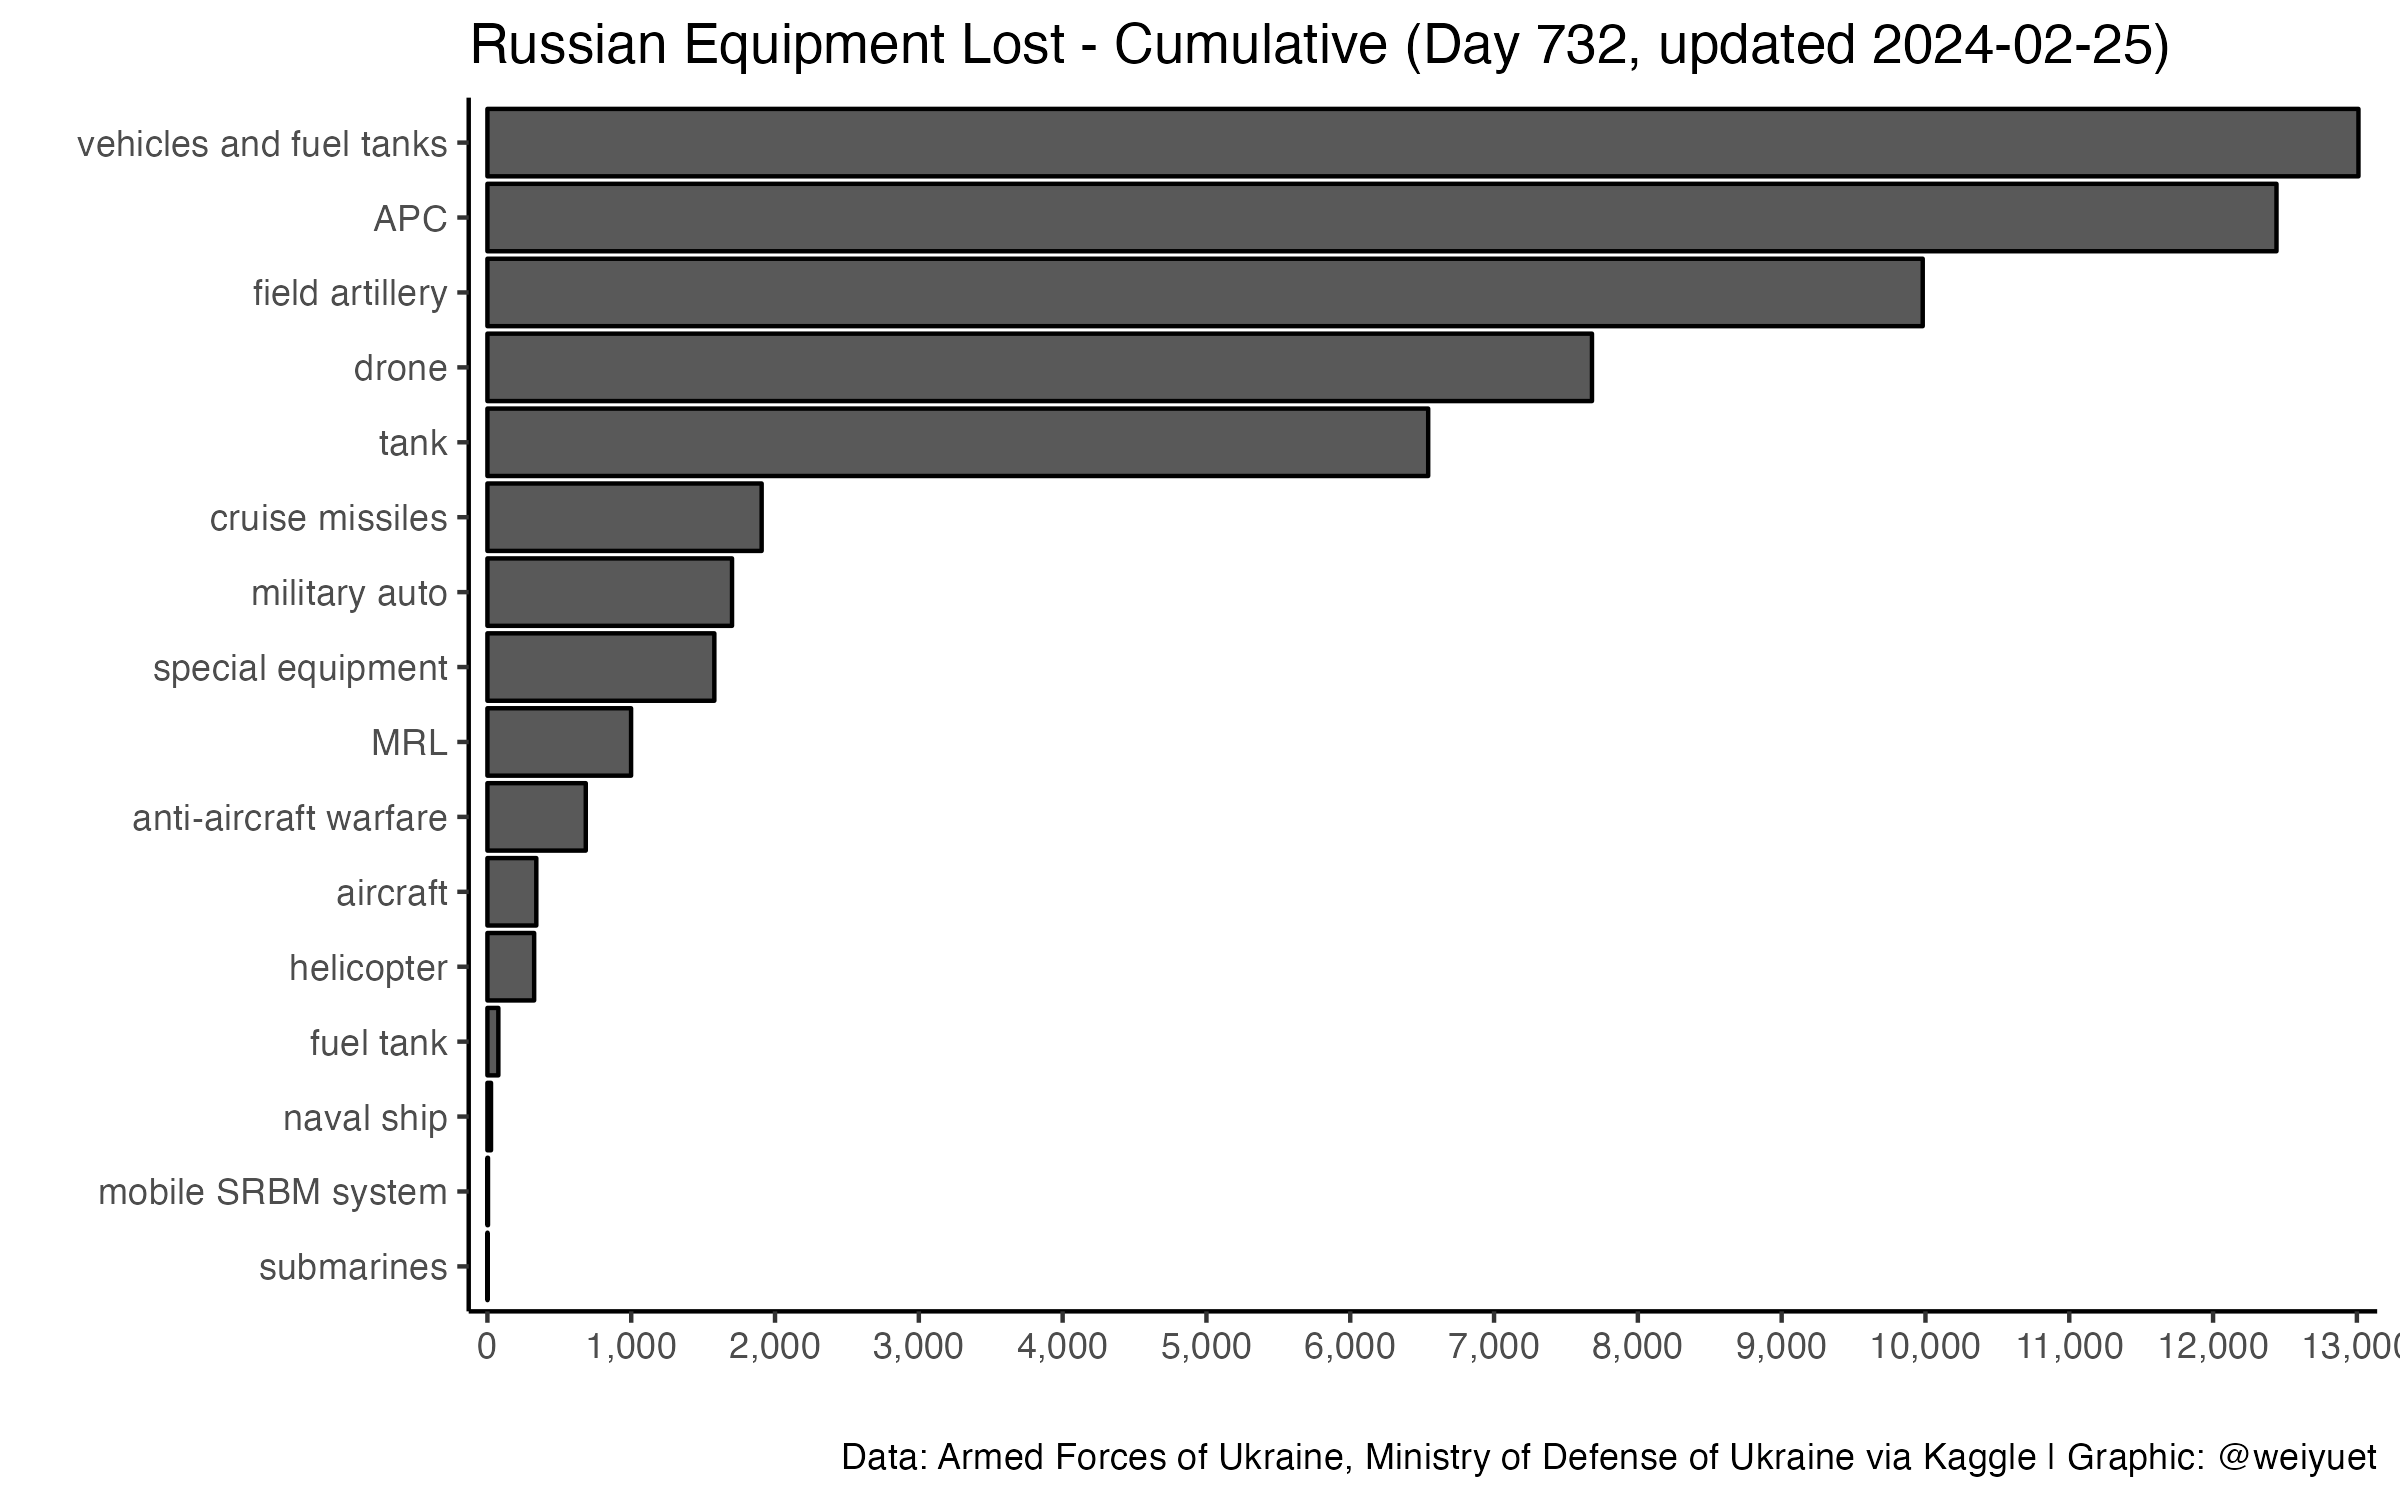 Russian Equipment Lost - Cumulative (Day 732, updated 2024-02-25)
vehicles and fuel tanks
APC
field artillery
drone
tank
cruise missiles
military auto
special equipment
MRL
anti-aircraft warfare
aircraft
helicopter
fuel tank
naval ship
mobile SRBM system
submarines
0 1,000 2,000 3,000 4,000 5,000 6,000 7,000 8,000 9,000 10,000 11,000 12,000 13,000
Data: Armed Forces of Ukraine, Ministry of Defense of Ukraine via Kaggle | Graphic: @weiyuet